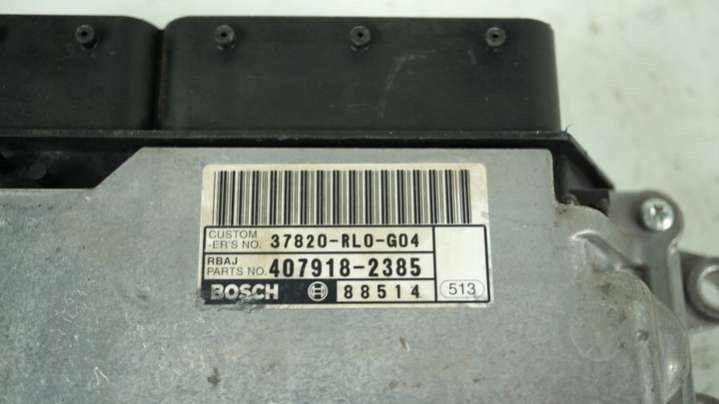 CUSTOM
-ER'S NO. 37820-RL0-G04
RBAJ
PARTS NO. 407918-2385
BOSCH 88514 513